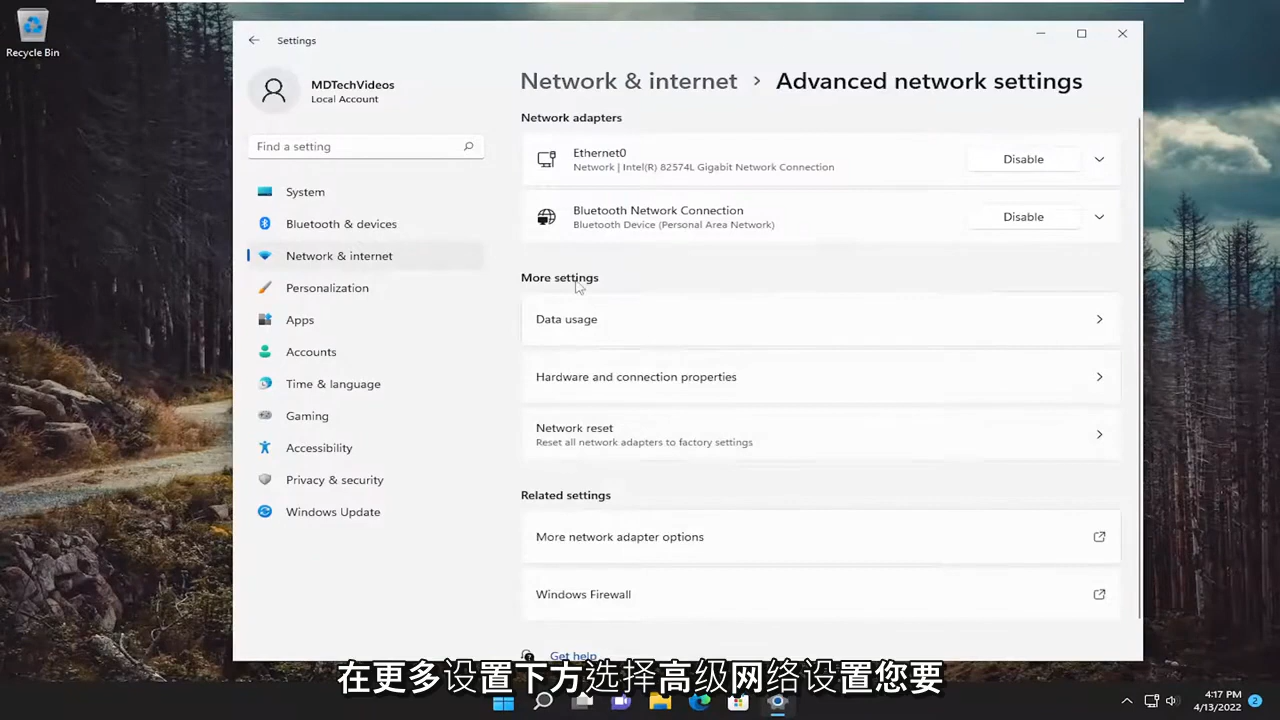 Recycle Bin
Settings
MDTechVideos
Local Account
Find a setting
System
Bluetooth & devices
Network & internet
Personalization
Apps
Accounts
Time & language
Gaming
Accessibility
Privacy & security
Windows Update
Network & internet > Advanced network settings
Network adapters
Ethernet0
Network | Intel(R) 82574L Gigabit Network Connection
Disable
Bluetooth Network Connection
Bluetooth Device (Personal Area Network)
Disable
More settings
Data usage
Hardware and connection properties
Network reset
Reset all network adapters to factory settings
Related settings
More network adapter options
Windows Firewall
Get help
在更多设置下方选择高级网络设置您要
4:17 PM
4/13/2022
2